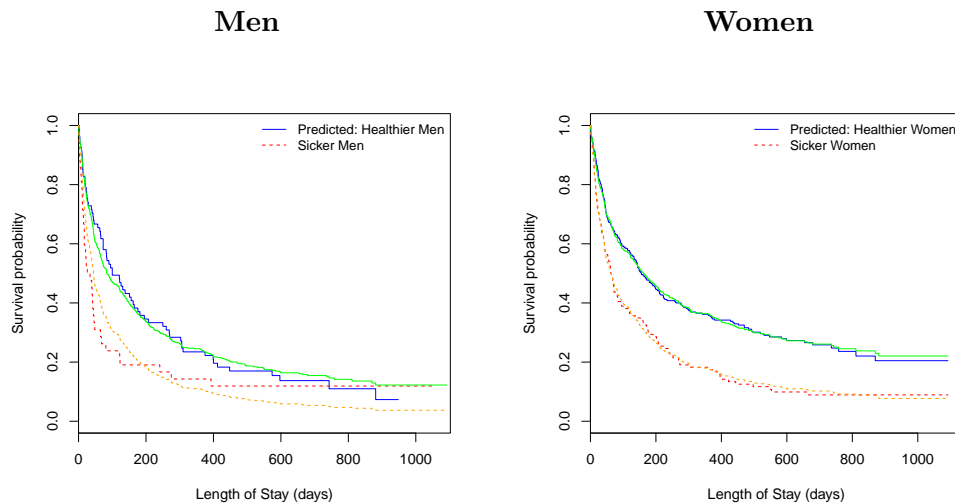 Men
Women
Survival probability
1.0
0.8
0.6
0.4
0.2
0.0
Predicted: Healthier Men
Sicker Men
0 200 400 600 800 1000
Length of Stay (days)
Survival probability
1.0
0.8
0.6
0.4
0.2
0.0
Predicted: Healthier Women
Sicker Women
0 200 400 600 800 1000
Length of Stay (days)